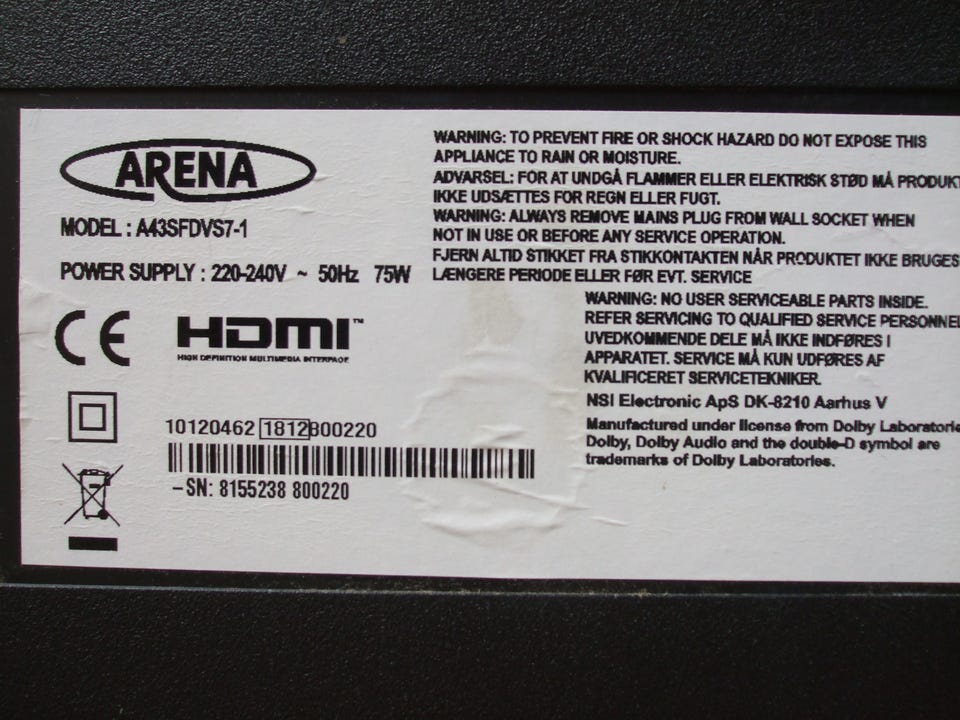 ARENA
MODEL : A43SFDVS7-1
POWER SUPPLY : 220-240V ~ 50Hz 75W
CE
HDMI™
HIGH DEFINITION MULTIMEDIA INTERFACE
10120462 1812800220
–SN: 8155238 800220
WARNING: TO PREVENT FIRE OR SHOCK HAZARD DO NOT EXPOSE THIS
APPLIANCE TO RAIN OR MOISTURE.
ADVARSEL: FOR AT UNDGÅ FLAMMER ELLER ELEKTRISK STØD MÅ PRODUKT
IKKE UDSÆTTES FOR REGN ELLER FUGT.
WARNING: ALWAYS REMOVE MAINS PLUG FROM WALL SOCKET WHEN
NOT IN USE OR BEFORE ANY SERVICE OPERATION.
FJERN ALTID STIKKET FRA STIKKONTAKTEN NÅR PRODUKTET IKKE BRUGES
LÆNGERE PERIODE ELLER FØR EVT. SERVICE
WARNING: NO USER SERVICEABLE PARTS INSIDE.
REFER SERVICING TO QUALIFIED SERVICE PERSONNEL
UVEDKOMMENDE DELE MÅ IKKE INDFØRES I
APPARATET. SERVICE MÅ KUN UDFØRES AF
KVALIFICERET SERVICETEKNIKER.
NSI Electronic ApS DK-8210 Aarhus V
Manufactured under license from Dolby Laboratorie
Dolby, Dolby Audio and the double-D symbol are
trademarks of Dolby Laboratories.